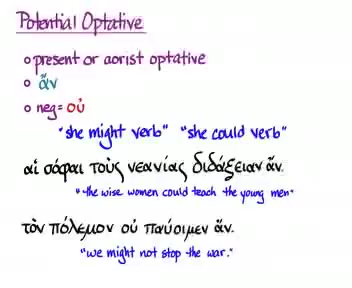 Potential Optative
○ present or aorist optative
○ ἄν
○ neg = οὐ
"she might verb" "she could verb"
αἱ σόφαι τοὺς νεανίας διδάξειαν ἄν.
"the wise women could teach the young men"
τὸν πόλεμον οὐ παύοιμεν ἄν.
"we might not stop the war."